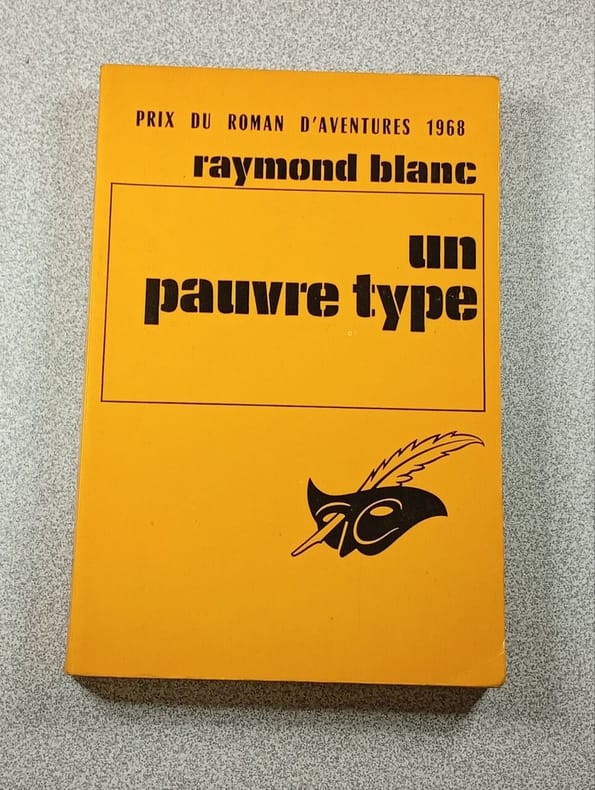 PRIX DU ROMAN D'AVENTURES 1968
raymond blanc
un
pauvre type